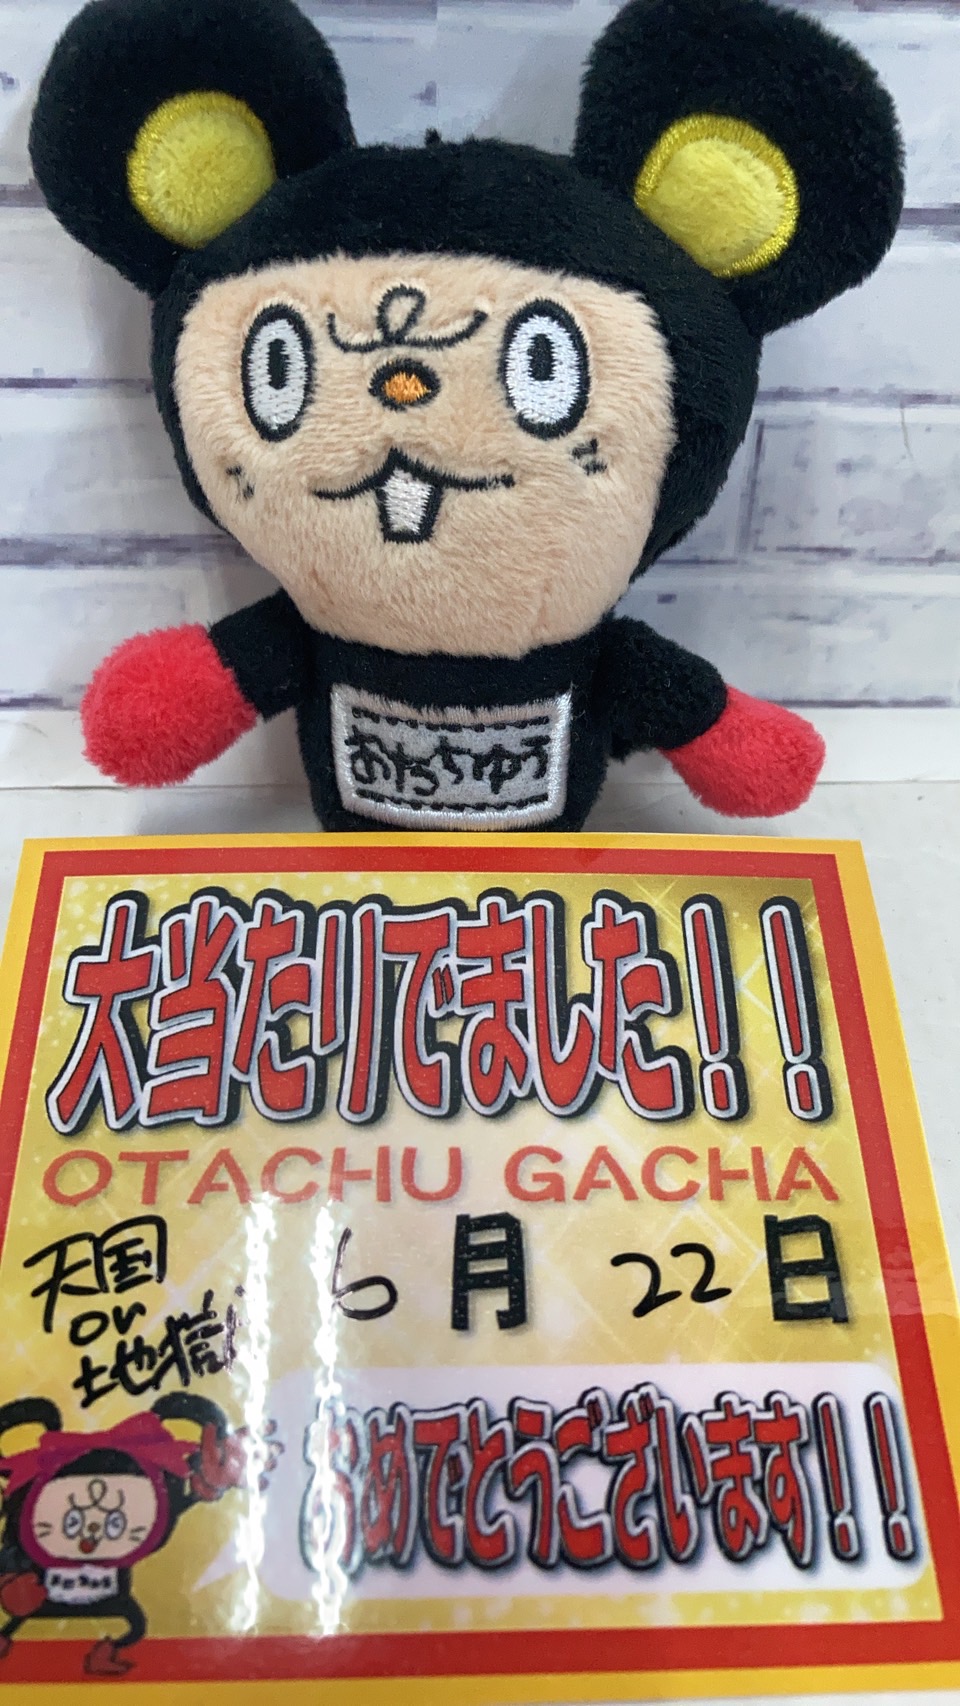 おたちゅう
大当たりでました!!
OTACHU GACHA
天国
or
地獄
6月22日
おめでとうございます!!